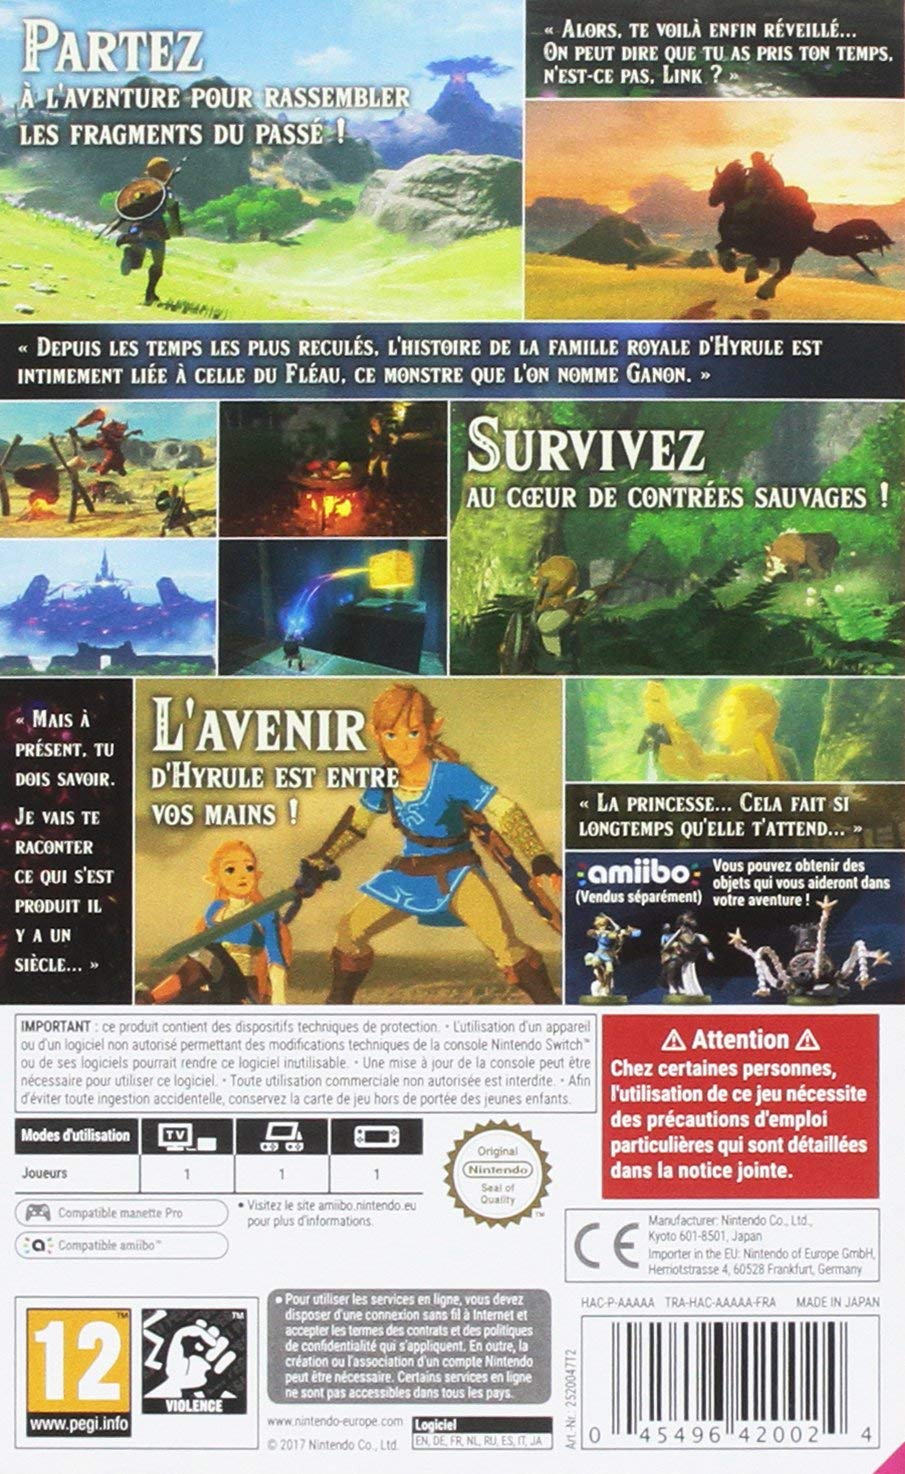 PARTEZ
À L'AVENTURE POUR RASSEMBLER
LES FRAGMENTS DU PASSÉ !
« ALORS, TE VOILÀ ENFIN RÉVEILLÉ...
ON PEUT DIRE QUE TU AS PRIS TON TEMPS,
N'EST-CE PAS, LINK ? »
« DEPUIS LES TEMPS LES PLUS RECULÉS, L'HISTOIRE DE LA FAMILLE ROYALE D'HYRULE EST
INTIMEMENT LIÉE À CELLE DU FLÉAU, CE MONSTRE QUE L'ON NOMME GANON. »
SURVIVEZ
AU CŒUR DE CONTRÉES SAUVAGES !
« MAIS À
PRÉSENT, TU
DOIS SAVOIR.
JE VAIS TE
RACONTER
CE QUI S'EST
PRODUIT IL
Y A UN
SIÈCLE... »
L'AVENIR
D'HYRULE EST ENTRE
VOS MAINS !
« LA PRINCESSE... CELA FAIT SI
LONGTEMPS QU'ELLE T'ATTEND... »
amiibo
(Vendus séparément)
Vous pouvez obtenir des
objets qui vous aideront dans
votre aventure !
IMPORTANT : ce produit contient des dispositifs techniques de protection. • L'utilisation d'un appareil
ou d'un logiciel non autorisé permettant des modifications techniques de la console Nintendo Switch™
ou de ses logiciels pourrait rendre ce logiciel inutilisable. • Une mise à jour de la console peut être
nécessaire pour utiliser ce logiciel. • Toute utilisation commerciale non autorisée est interdite. • Afin
d'éviter toute ingestion accidentelle, conservez la carte de jeu hors de portée des jeunes enfants.
⚠ Attention ⚠
Chez certaines personnes,
l'utilisation de ce jeu nécessite
des précautions d'emploi
particulières qui sont détaillées
dans la notice jointe.
Modes d'utilisation TV
Joueurs 1 1 1
Compatible manette Pro
Compatible amiibo™
• Visitez le site amiibo.nintendo.eu
pour plus d'informations.
Original
Nintendo
Seal of
Quality
TM
CE
Manufacturer: Nintendo Co., Ltd.,
Kyoto 601-8501, Japan
Importer in the EU: Nintendo of Europe GmbH,
Herriotstrasse 4, 60528 Frankfurt, Germany
HAC-P-AAAAA TRA-HAC-AAAAA-FRA MADE IN JAPAN
12
TM
www.pegi.info
TM
VIOLENCE
• Pour utiliser les services en ligne, vous devez
disposer d'une connexion sans fil à Internet et
accepter les termes des contrats et des politiques
de confidentialité qui s'appliquent. En outre, la
création ou l'association d'un compte Nintendo
peut être nécessaire. Certains services en ligne
ne sont pas accessibles dans tous les pays.
www.nintendo-europe.com
© 2017 Nintendo Co., Ltd.
Logiciel
EN, DE, FR, NL, RU, ES, IT, JA
Art.-Nr. 2520047T2
0 45496 42002 4